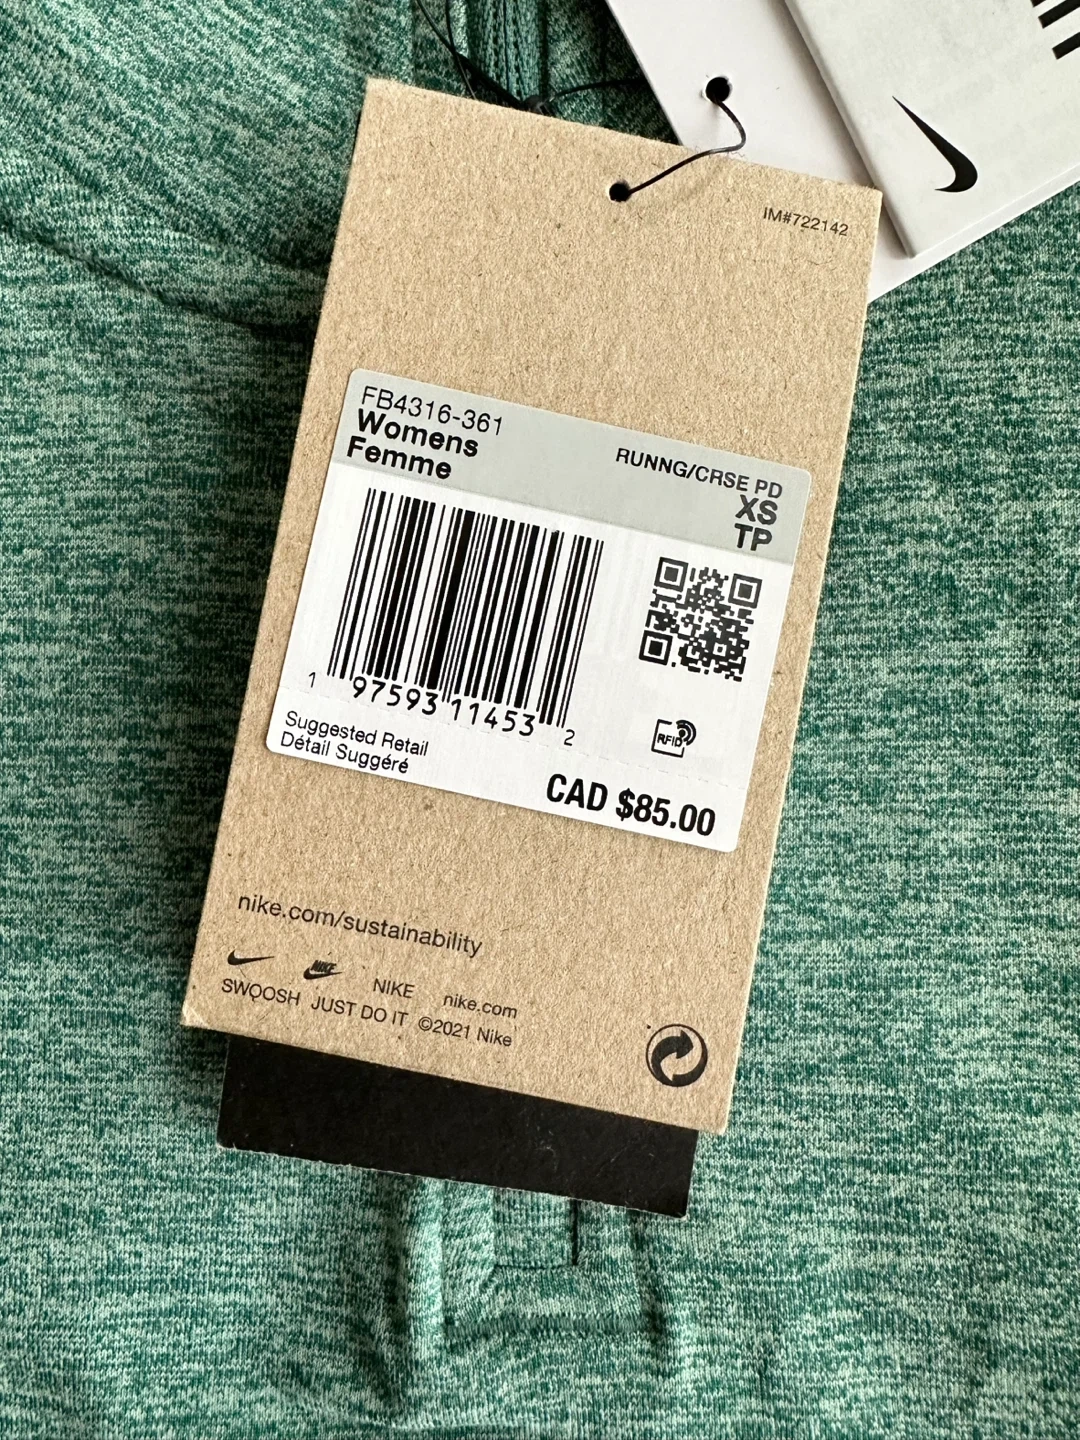 IM#722142
FB4316-361
Womens
Femme
RUNNG/CRSE PD
XS
TP
1 97593 11453 2
RFID
Suggested Retail
Détail Suggéré
CAD $85.00
nike.com/sustainability
NIKE NIKE nike.com
SWOOSH JUST DO IT ©2021 Nike